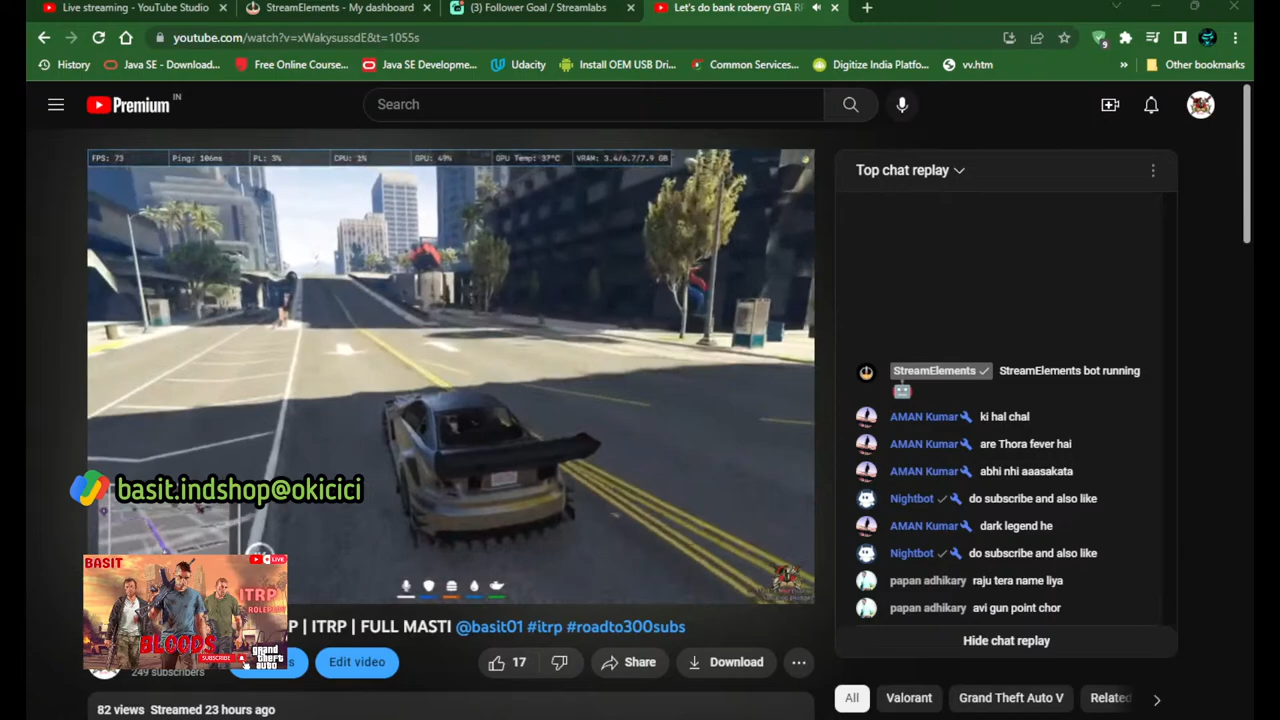 Live streaming - YouTube Studio
StreamElements - My dashboard
(3) Follower Goal / Streamlabs
Let's do bank roberry GTA RP
youtube.com/watch?v=xWakysussdE&t=1055s
9
History
Java SE - Download...
Free Online Course...
Java SE Developme...
Udacity
Install OEM USB Dri...
Common Services...
Digitize India Platfo...
vv.htm
»
Other bookmarks
Premium IN
Search
FPS: 73 Ping: 106ms PL: 3% CPU: 1% GPU: 49% GPU Temp: 37°C VRAM: 3.4/6.7/7.9 GB
Top chat replay
StreamElements StreamElements bot running
AMAN Kumar ki hal chal
AMAN Kumar are Thora fever hai
AMAN Kumar abhi nhi aaasakata
Nightbot do subscribe and also like
AMAN Kumar dark legend he
Nightbot do subscribe and also like
papan adhikary raju tera name liya
papan adhikary avi gun point chor
Hide chat replay
basit.indshop@okicici
BASIT
LIVE
ITRP
ROLEPLAY
BLOODS
SUBSCRIBE
grand theft auto
P | ITRP | FULL MASTI @basit01 #itrp #roadto300subs
249 subscribers
Edit video
17
Share
Download
82 views Streamed 23 hours ago
All
Valorant
Grand Theft Auto V
Related